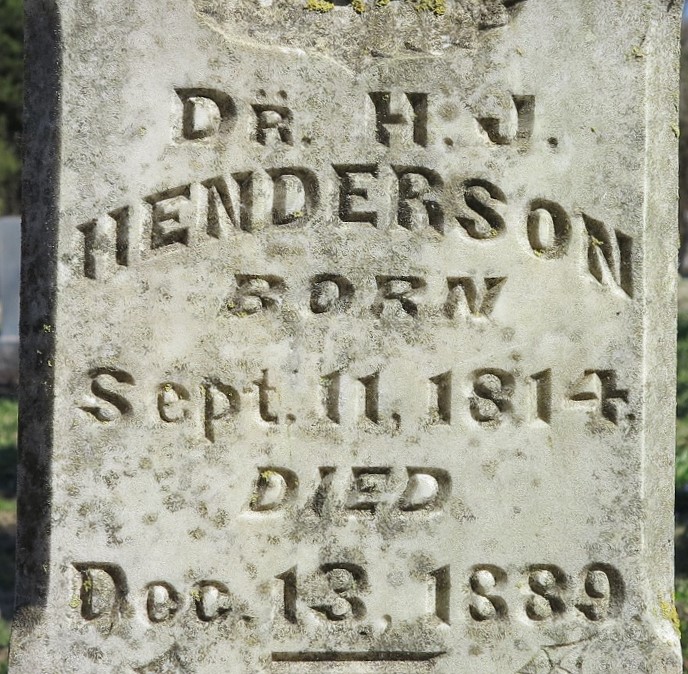 DR. H. J.
HENDERSON
BORN
Sept. 11, 1814.
DIED
Dec. 13, 1889